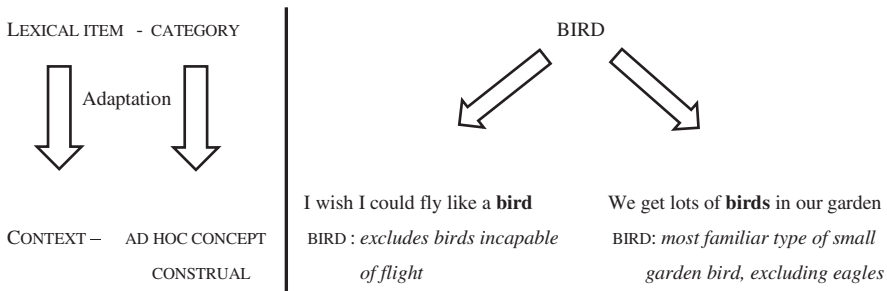 LEXICAL ITEM - CATEGORY
Adaptation
CONTEXT – AD HOC CONCEPT
CONSTRUAL
BIRD
I wish I could fly like a bird
BIRD : excludes birds incapable
of flight
We get lots of birds in our garden
BIRD: most familiar type of small
garden bird, excluding eagles